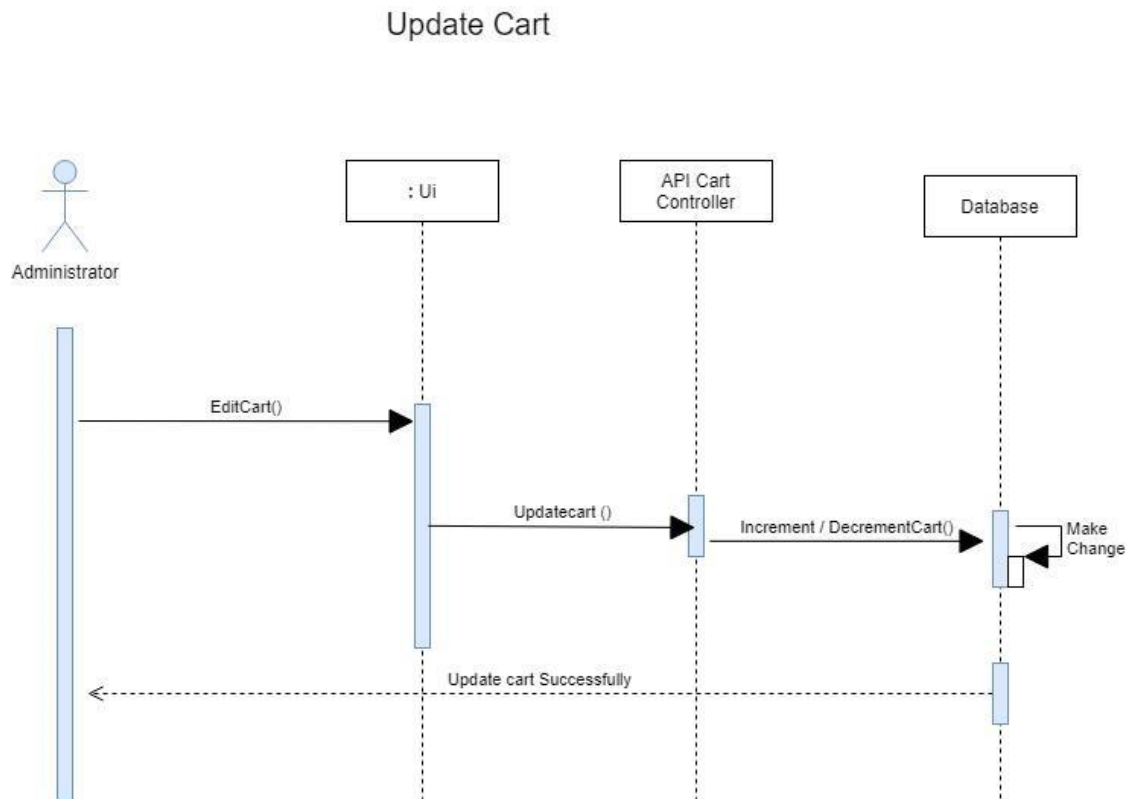 Update Cart
: Ui
API Cart
Controller
Database
Administrator
EditCart()
Updatecart ()
Increment / DecrementCart()
Make
Change
Update cart Successfully